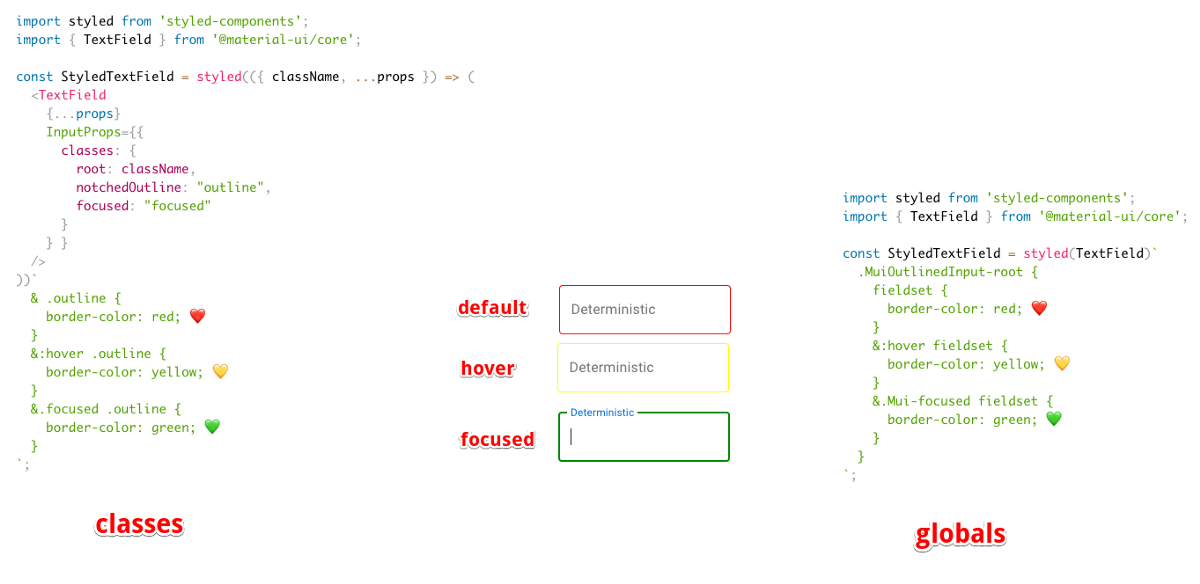 import styled from 'styled-components';
import { TextField } from '@material-ui/core';
const StyledTextField = styled(({ className, ...props }) => (
  <TextField
    {...props}
    InputProps={{
      classes: {
        root: className,
        notchedOutline: "outline",
        focused: "focused"
      }
    } }
  />
))`
  & .outline {
    border-color: red; ❤️
  }
  &:hover .outline {
    border-color: yellow; 💛
  }
  &.focused .outline {
    border-color: green; 💚
  }
`;
classes
default
Deterministic
hover
Deterministic
focused
Deterministic
import styled from 'styled-components';
import { TextField } from '@material-ui/core';
const StyledTextField = styled(TextField)`
  .MuiOutlinedInput-root {
    fieldset {
      border-color: red; ❤️
    }
    &:hover fieldset {
      border-color: yellow; 💛
    }
    &.Mui-focused fieldset {
      border-color: green; 💚
    }
  }
`;
globals